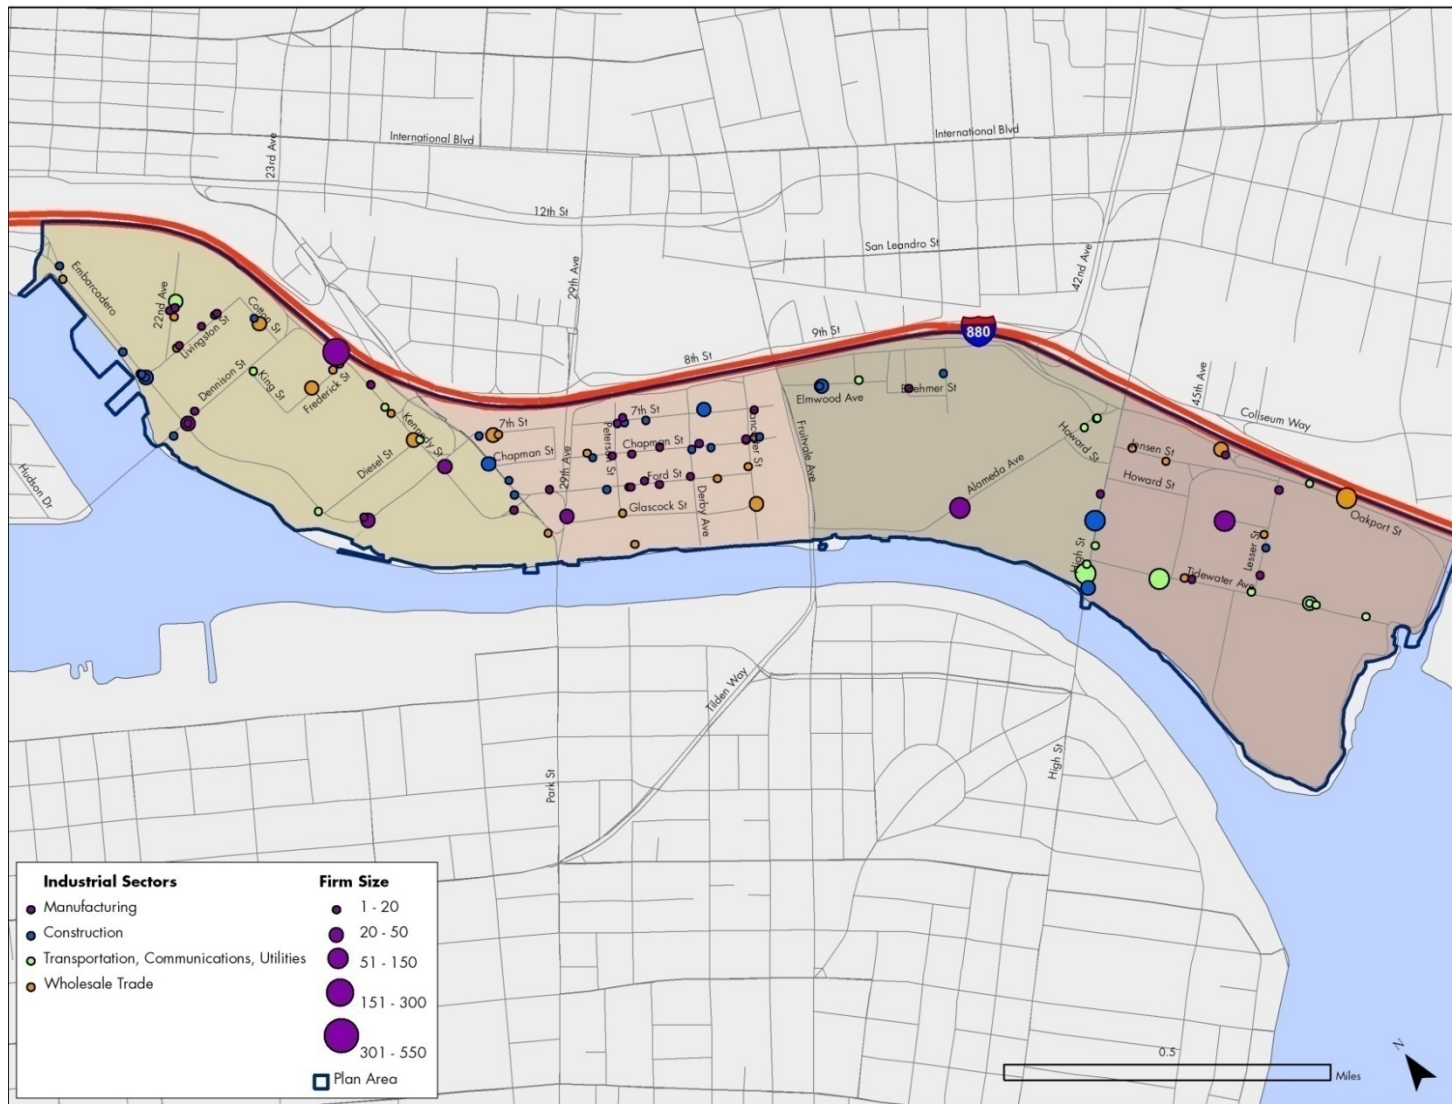 International Blvd
International Blvd
23rd Ave
12th St
San Leandro St
29th Ave
42nd Ave
Embarcadero
22nd Ave
Cotton St
Livingston St
880
9th St
8th St
45th Ave
Dennison St
King St
Frederick St
Elmwood Ave
Boehmer St
Coliseum Way
Kennedy St
7th St
7th St
Peterson St
Lancaster St
Fruitvale Ave
Howard St
Jensen St
Chapman St
Chapman St
Diesel St
29th Ave
Ford St
Derby Ave
Alameda Ave
Howard St
Hudson Dr
Glascock St
Oakport St
High St
Lesser St
Tidewater Ave
Tilden Way
Park St
High St
Industrial Sectors
Manufacturing
Construction
Transportation, Communications, Utilities
Wholesale Trade
Firm Size
1 - 20
20 - 50
51 - 150
151 - 300
301 - 550
Plan Area
0.5
Miles
N